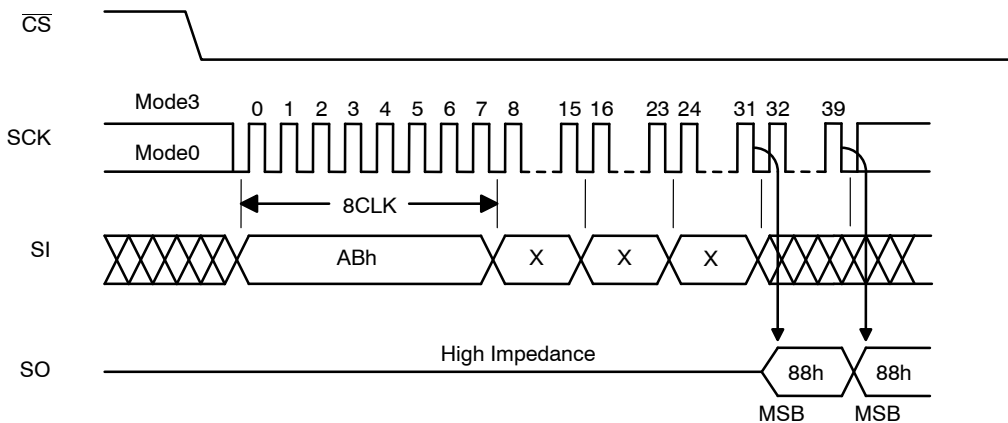 CS
Mode3
0 1 2 3 4 5 6 7 8 15 16 23 24 31 32 39
SCK
Mode0
8CLK
SI
ABh X X X
High Impedance
SO
88h 88h
MSB MSB